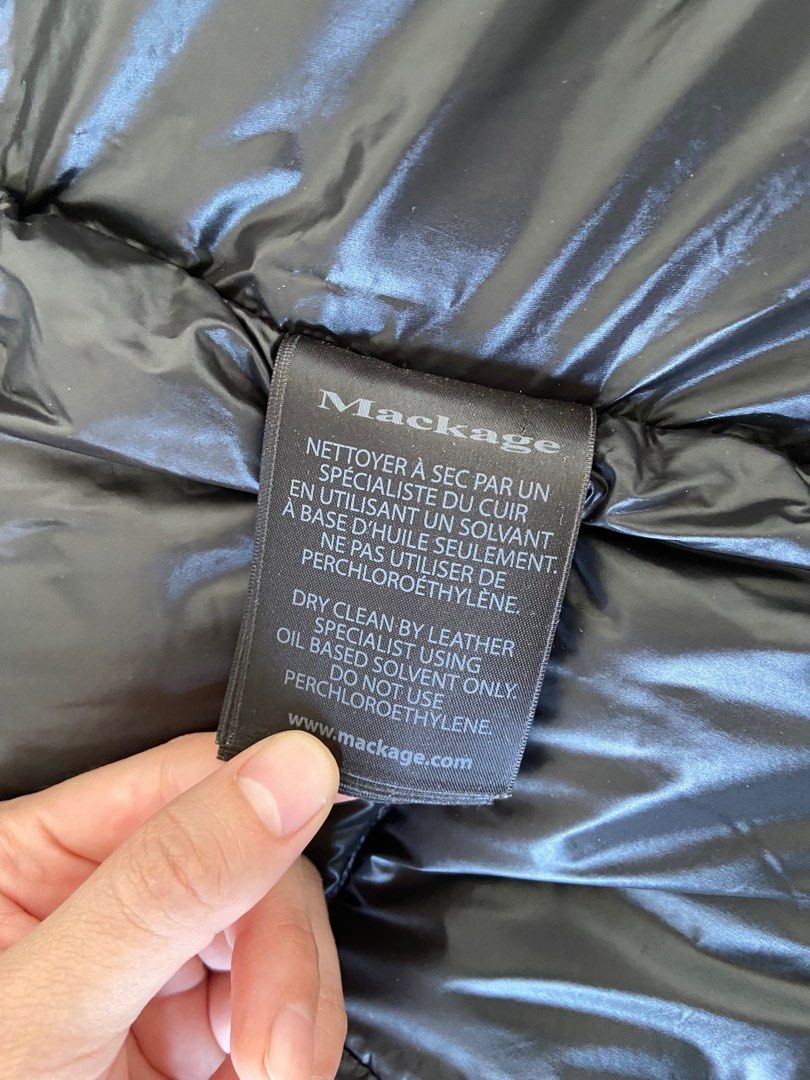 Mackage
NETTOYER À SEC PAR UN
SPÉCIALISTE DU CUIR
EN UTILISANT UN SOLVANT
À BASE D'HUILE SEULEMENT.
NE PAS UTILISER DE
PERCHLOROÉTHYLÈNE.
DRY CLEAN BY LEATHER
SPECIALIST USING
OIL BASED SOLVENT ONLY.
DO NOT USE
PERCHLOROETHYLENE.
www.mackage.com